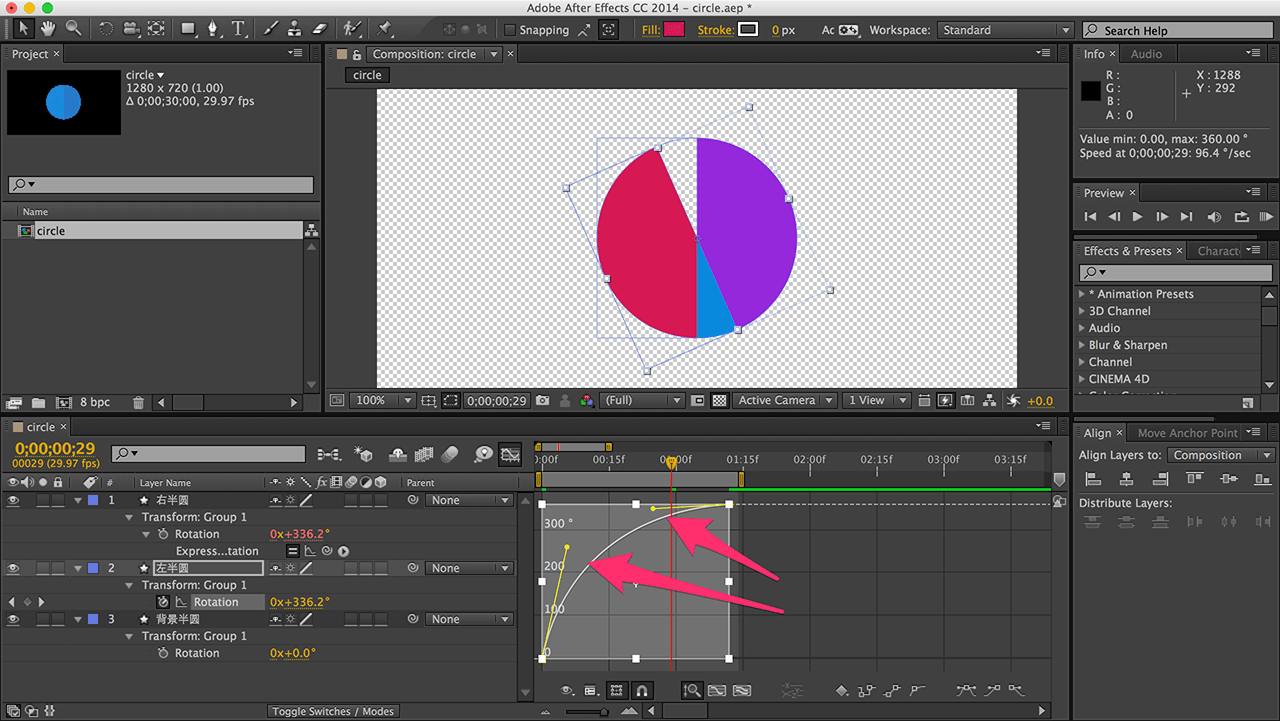 Adobe After Effects CC 2014 - circle.aep *
Snapping
Fill:
Stroke:
0 px
Ac
Workspace:
Standard
Search Help
Project ×
circle▼
1280 x 720 (1.00)
Δ 0;00;30;00, 29.97 fps
Name
circle
8 bpc
Composition: circle
circle
100%
0;00;00;29
(Full)
Active Camera
1 View
+0.0
Info ×
Audio
R :
G :
B :
A : 0
X : 1288
Y : 292
Value min: 0.00, max: 360.00 °
Speed at 0;00;00;29: 96.4 °/sec
Preview ×
Effects & Presets ×
Charact
* Animation Presets
3D Channel
Audio
Blur & Sharpen
Channel
CINEMA 4D
circle ×
0;00;00;29
00029 (29.97 fps)
# Layer Name
fx
Parent
1 右半圆
None
Transform: Group 1
Rotation
0x+336.2°
Express...tation
2 左半圆
None
Transform: Group 1
Rotation
0x+336.2°
3 背景半圆
None
Transform: Group 1
Rotation
0x+0.0°
Toggle Switches / Modes
00:15f
01:15f
02:00f
02:15f
03:00f
03:15f
300 °
200
100
0
Align ×
Move Anchor Point
Align Layers to:
Composition
Distribute Layers: